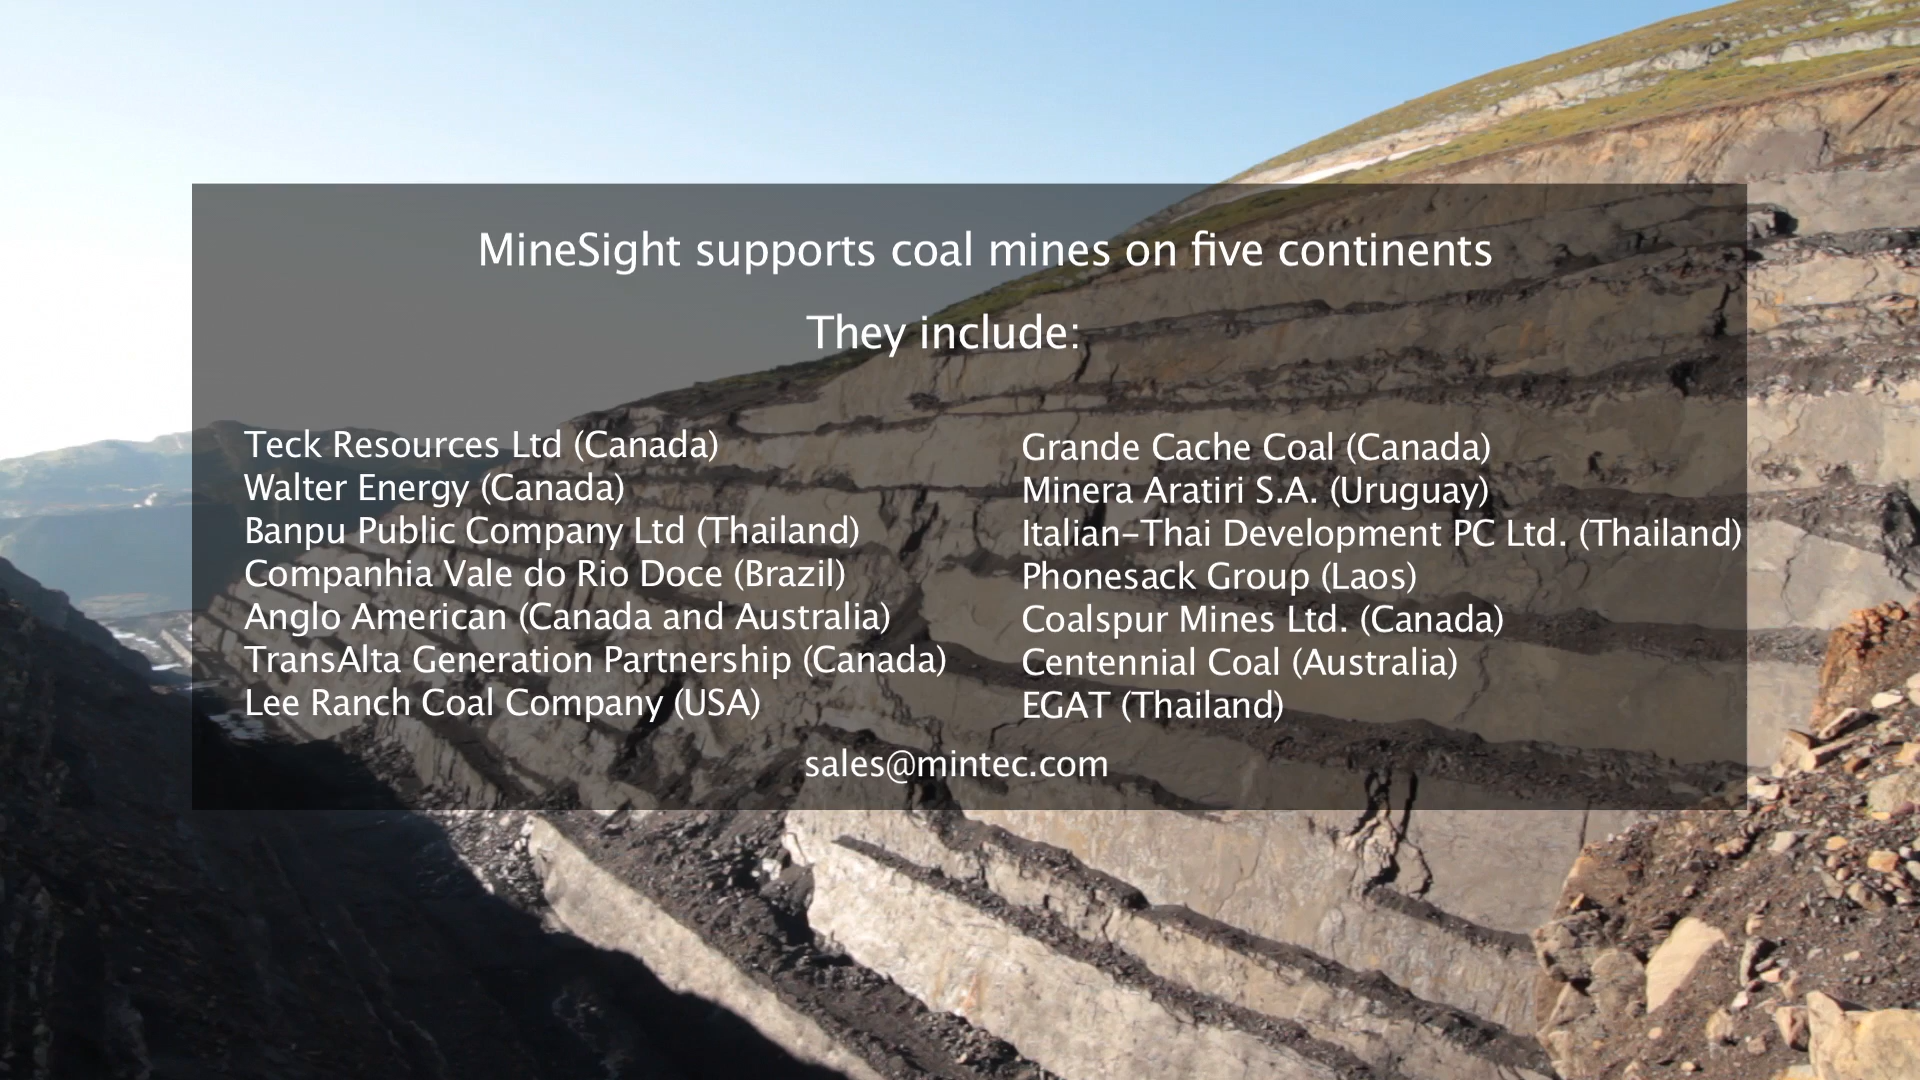 MineSight supports coal mines on five continents
They include:
Teck Resources Ltd (Canada)
Walter Energy (Canada)
Banpu Public Company Ltd (Thailand)
Companhia Vale do Rio Doce (Brazil)
Anglo American (Canada and Australia)
TransAlta Generation Partnership (Canada)
Lee Ranch Coal Company (USA)
Grande Cache Coal (Canada)
Minera Aratiri S.A. (Uruguay)
Italian-Thai Development PC Ltd. (Thailand)
Phonesack Group (Laos)
Coalspur Mines Ltd. (Canada)
Centennial Coal (Australia)
EGAT (Thailand)
sales@mintec.com